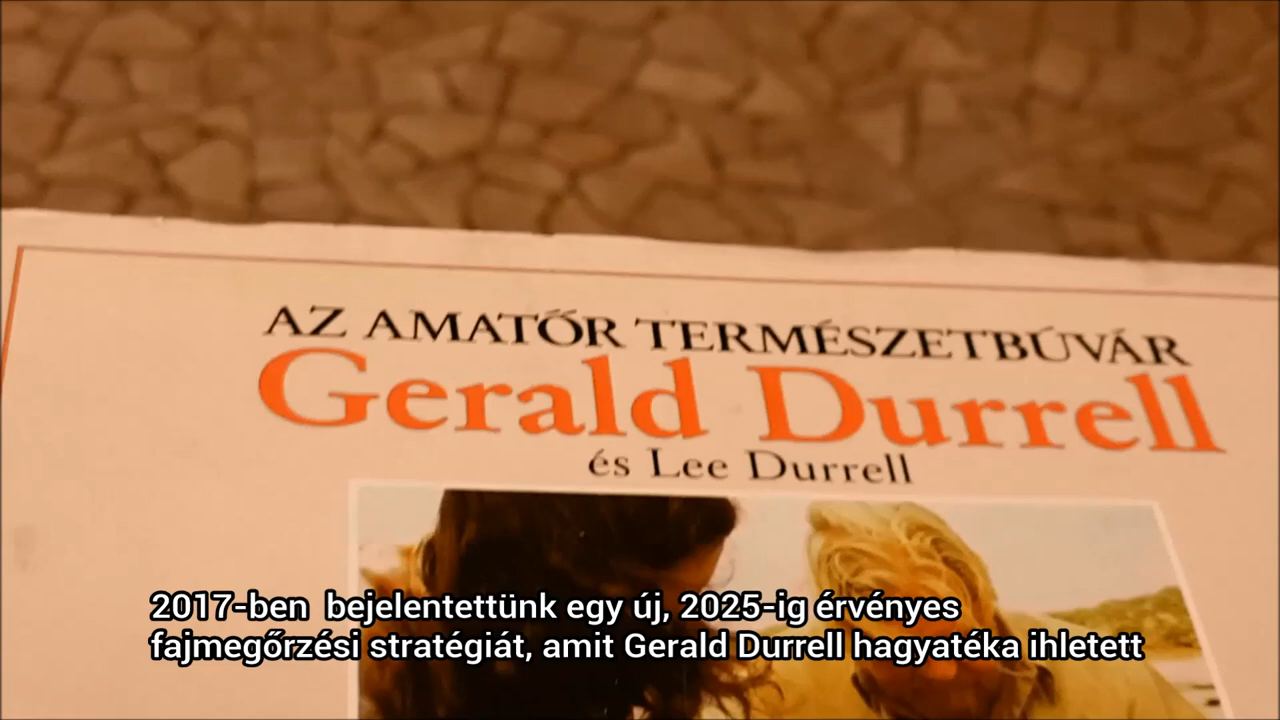 AZ AMATŐR TERMÉSZETBÚVÁR
Gerald Durrell
és Lee Durrell
2017-ben bejelentettünk egy új, 2025-ig érvényes
fajmegőrzési stratégiát, amit Gerald Durrell hagyatéka ihletett